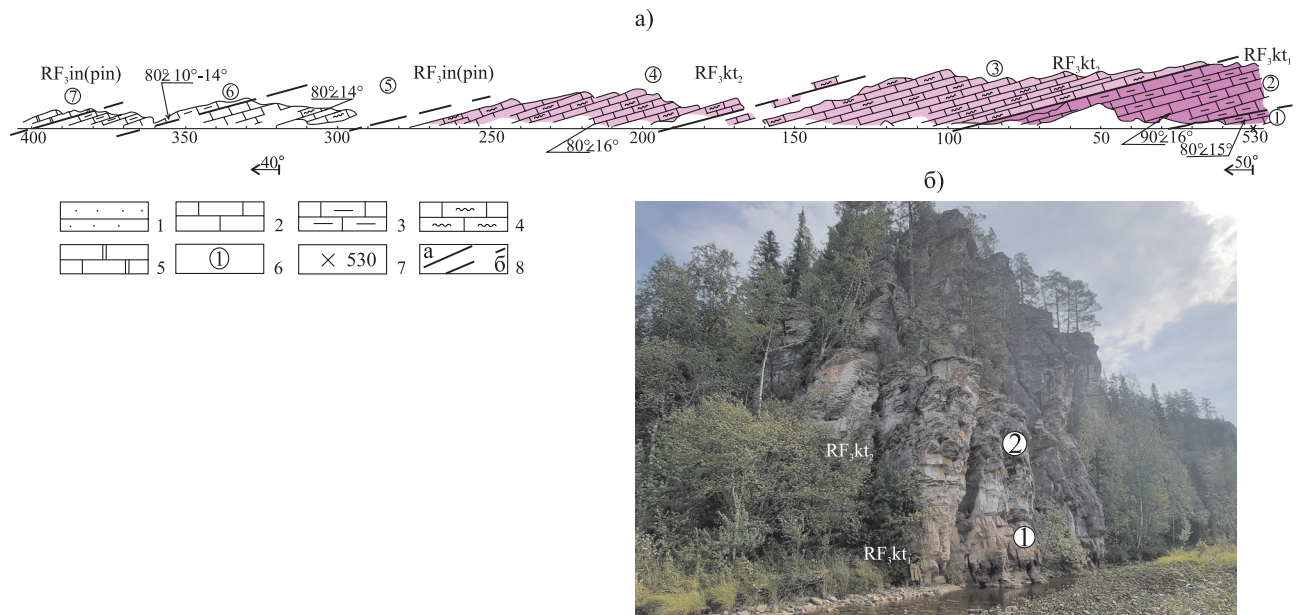 а)
RF₃in(pin) 80°∠10°-14° ⑥ ⑤ RF₃in(pin) ④ RF₃kt₂ ③ RF₃kt₂ RF₃kt₁
⑦ 80°∠14° ②
①
400 350 300 250 200 150 100 50 530
80°∠16° 90°∠16° 80°∠15°
40° 50°
1 2 3 4
① × 530 а б
5 6 7 8
б)
RF₃kt₂ ②
RF₃kt₁ ①